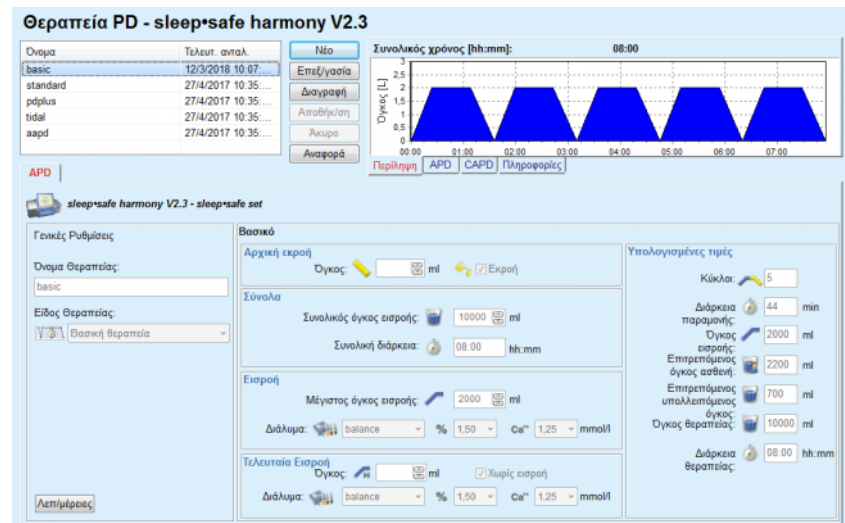 Θεραπεία PD - sleep•safe harmony V2.3
Όνομα Τελευτ. ανταλ.
basic 12/3/2018 10:07:...
standard 27/4/2017 10:35:...
pdplus 27/4/2017 10:35:...
tidal 27/4/2017 10:35:...
aapd 27/4/2017 10:35:...
Νέο
Επεξ/γασία
Διαγραφή
Αποθήκ/ση
Άκυρο
Αναφορά
Συνολικός χρόνος [hh:mm]: 08:00
Όγκος [L]
3
2,5
2
1,5
1
0,5
0
00:00 01:00 02:00 03:00 04:00 05:00 06:00 07:00
Περίληψη APD CAPD Πληροφορίες
APD
sleep•safe harmony V2.3 - sleep•safe set
Γενικές Ρυθμίσεις
Όνομα Θεραπείας:
basic
Είδος Θεραπείας:
Βασική θεραπεία
Λεπ/μέρειες
Βασικό
Αρχική εκροή
Όγκος: ml Εκροή
Σύνολα
Συνολικός όγκος εισροής: 10000 ml
Συνολική διάρκεια: 08:00 hh:mm
Εισροή
Μέγιστος όγκος εισροής: 2000 ml
Διάλυμα: balance % 1,50 Ca⁺⁺ 1,25 mmol/l
Τελευταία Εισροή
Όγκος: ml Χωρίς εισροή
Διάλυμα: balance % 1,50 Ca⁺⁺ 1,25 mmol/l
Υπολογισμένες τιμές
Κύκλοι: 5
Διάρκεια παραμονής: 44 min
Όγκος εισροής: 2000 ml
Επιτρεπόμενος όγκος ασθενή: 2200 ml
Επιτρεπόμενος υπολλειπόμενος όγκος: 700 ml
Όγκος θεραπείας: 10000 ml
Διάρκεια θεραπείας: 08:00 hh:mm